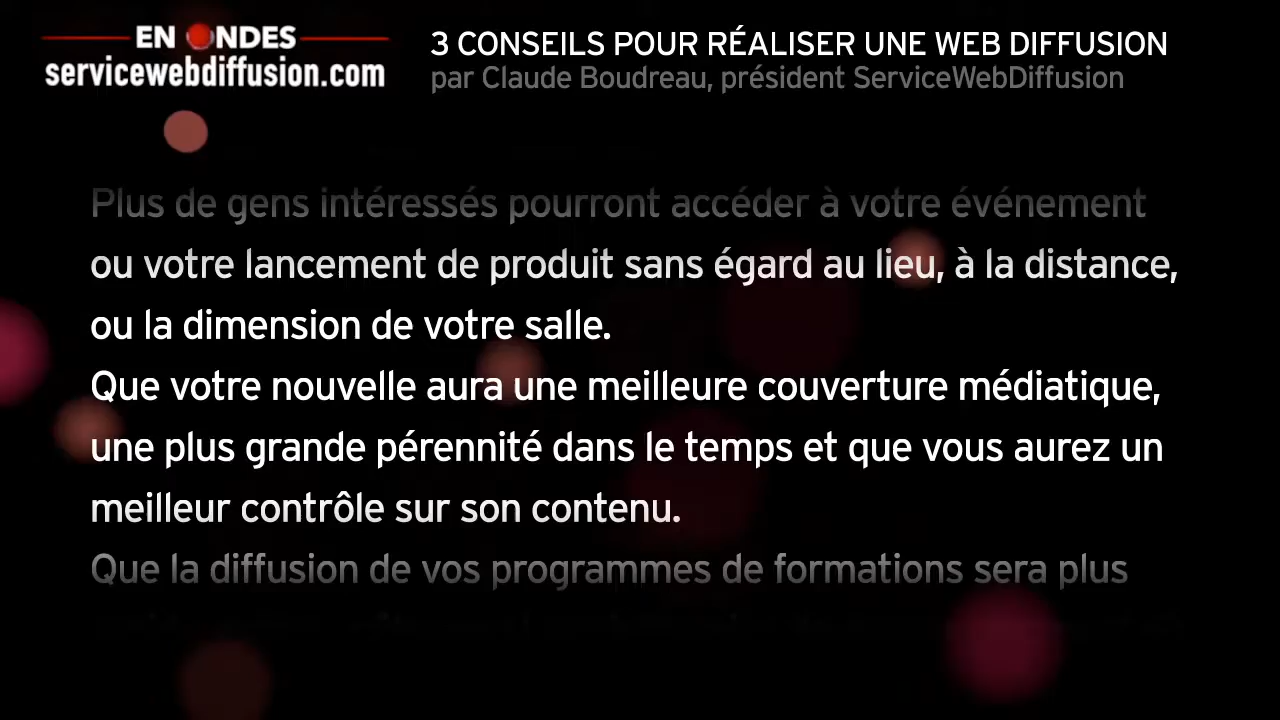 EN ONDES
servicewebdiffusion.com
3 CONSEILS POUR RÉALISER UNE WEB DIFFUSION
par Claude Boudreau, président ServiceWebDiffusion
Plus de gens intéressés pourront accéder à votre événement
ou votre lancement de produit sans égard au lieu, à la distance,
ou la dimension de votre salle.
Que votre nouvelle aura une meilleure couverture médiatique,
une plus grande pérennité dans le temps et que vous aurez un
meilleur contrôle sur son contenu.
Que la diffusion de vos programmes de formations sera plus